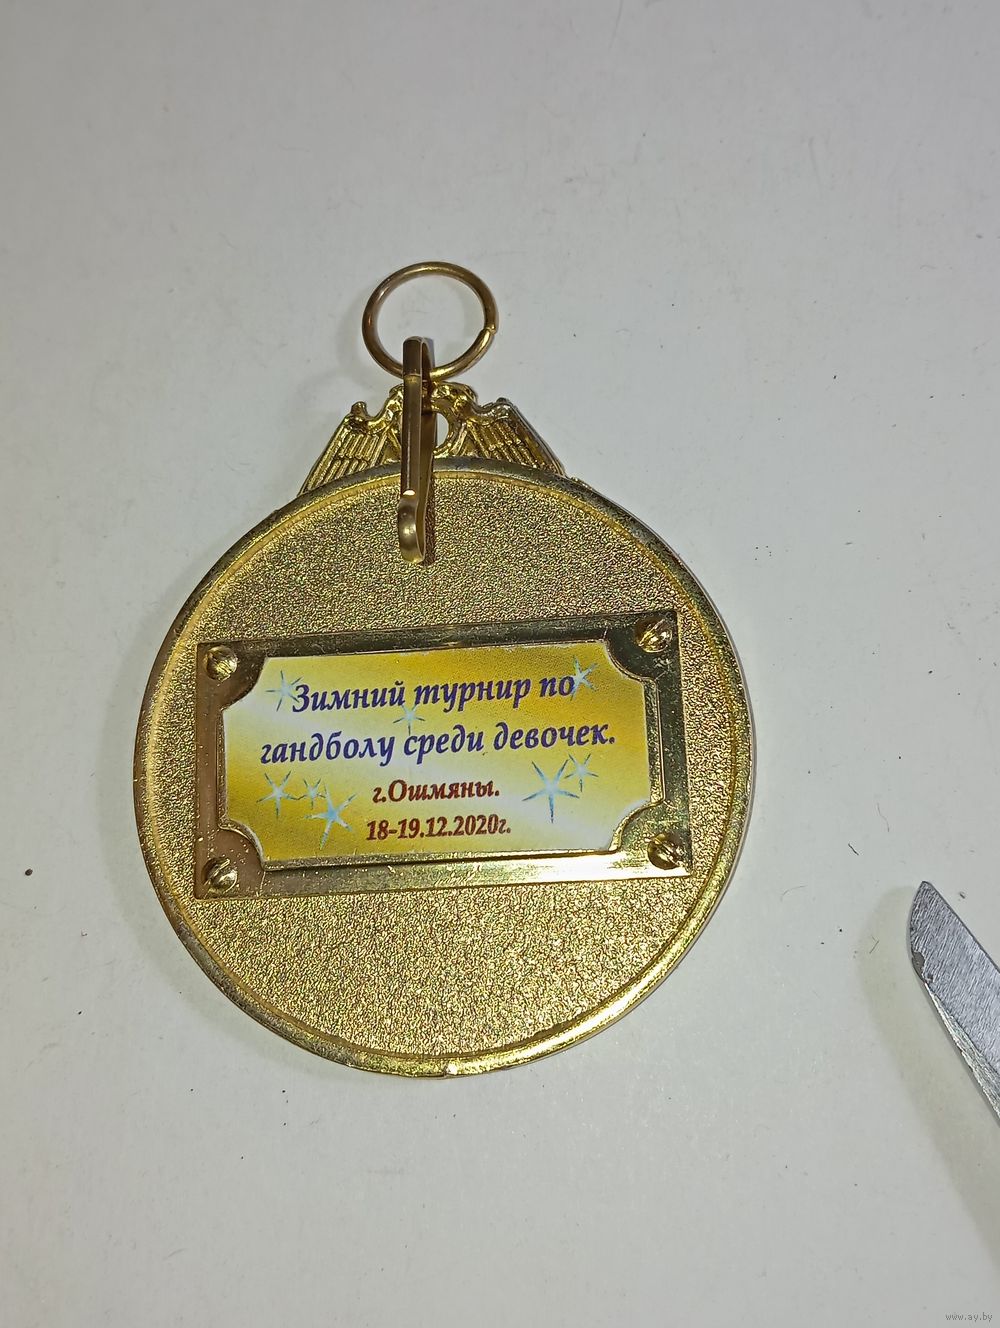 Зимний турнир по
гандболу среди девочек.
г.Ошмяны.
18-19.12.2020г.
www.ay.by